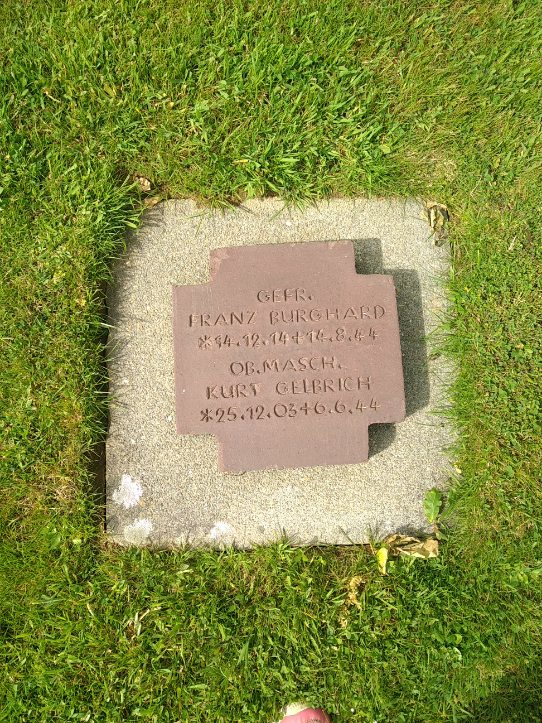 GEFR.
FRANZ BURGHARD
*14.12.14+14.8.44
OB.MASCH.
KURT GELBRICH
*25.12.03+6.6.44